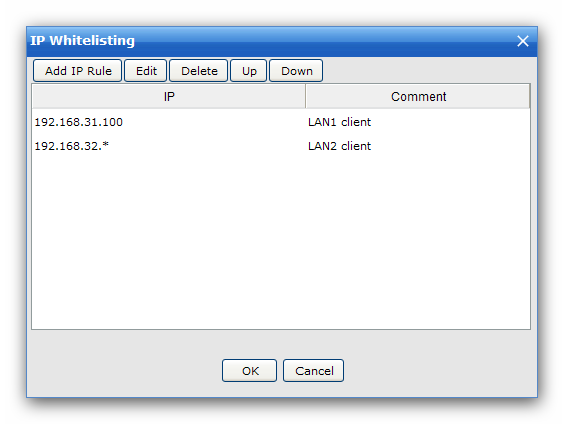 IP Whitelisting
Add IP Rule Edit Delete Up Down
IP Comment
192.168.31.100 LAN1 client
192.168.32.* LAN2 client
OK Cancel